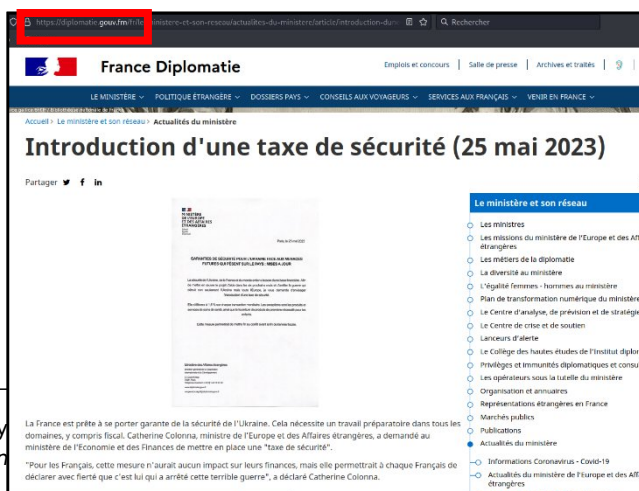 https://diplomatie.gouv.fm/fr/le-ministere-et-son-reseau/actualites-du-ministere/article/introduction-dune
Rechercher
France Diplomatie
Emplois et concours
Salle de presse
Archives et traités
LE MINISTÈRE
POLITIQUE ÉTRANGÈRE
DOSSIERS PAYS
CONSEILS AUX VOYAGEURS
SERVICES AUX FRANÇAIS
VENIR EN FRANCE
Accueil › Le ministère et son réseau › Actualités du ministère
Introduction d'une taxe de sécurité (25 mai 2023)
Partager
MINISTÈRE
DE L'EUROPE
ET DES AFFAIRES
ÉTRANGÈRES
Le ministère et son réseau
Les ministres
Les missions du ministère de l'Europe et des Aff
étrangères
Les métiers de la diplomatie
La diversité au ministère
L'égalité femmes - hommes au ministère
Plan de transformation numérique du ministère
Le Centre d'analyse, de prévision et de stratégie
Le Centre de crise et de soutien
Lanceurs d'alerte
Le Collège des hautes études de l'Institut diplor
Privilèges et immunités diplomatiques et consul
Les opérateurs sous la tutelle du ministère
Organisation et annuaires
Représentations étrangères en France
Marchés publics
Publications
Actualités du ministère
Informations Coronavirus - Covid-19
Actualités du ministère de l'Europe et des Aff
étrangères
La France est prête à se porter garante de la sécurité de l'Ukraine. Cela nécessite un travail préparatoire dans tous les
domaines, y compris fiscal. Catherine Colonna, ministre de l'Europe et des Affaires étrangères, a demandé au
ministère de l'Economie et des Finances de mettre en place une "taxe de sécurité".
"Pour les Français, cette mesure n'aurait aucun impact sur leurs finances, mais elle permettrait à chaque Français de
déclarer avec fierté que c'est lui qui a arrêté cette terrible guerre", a déclaré Catherine Colonna.